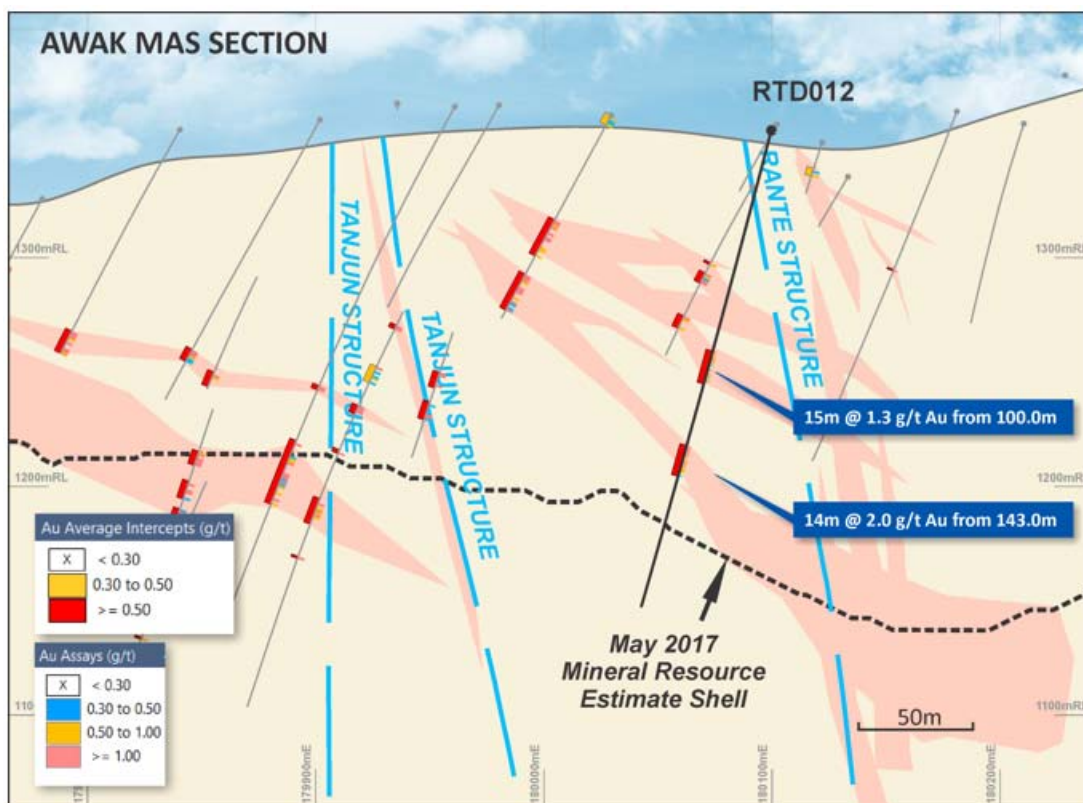 AWAK MAS SECTION
RTD012
RANTE STRUCTURE
TANJUN STRUCTURE
TANJUN STRUCTURE
1300mRL
1300mRL
15m @ 1.3 g/t Au from 100.0m
1200mRL
1200mRL
14m @ 2.0 g/t Au from 143.0m
Au Average Intercepts (g/t)
X < 0.30
0.30 to 0.50
>= 0.50
May 2017
Mineral Resource
Estimate Shell
Au Assays (g/t)
X < 0.30
0.30 to 0.50
0.50 to 1.00
>= 1.00
1100mRL
50m
179900mE
180000mE
180100mE
180200mE